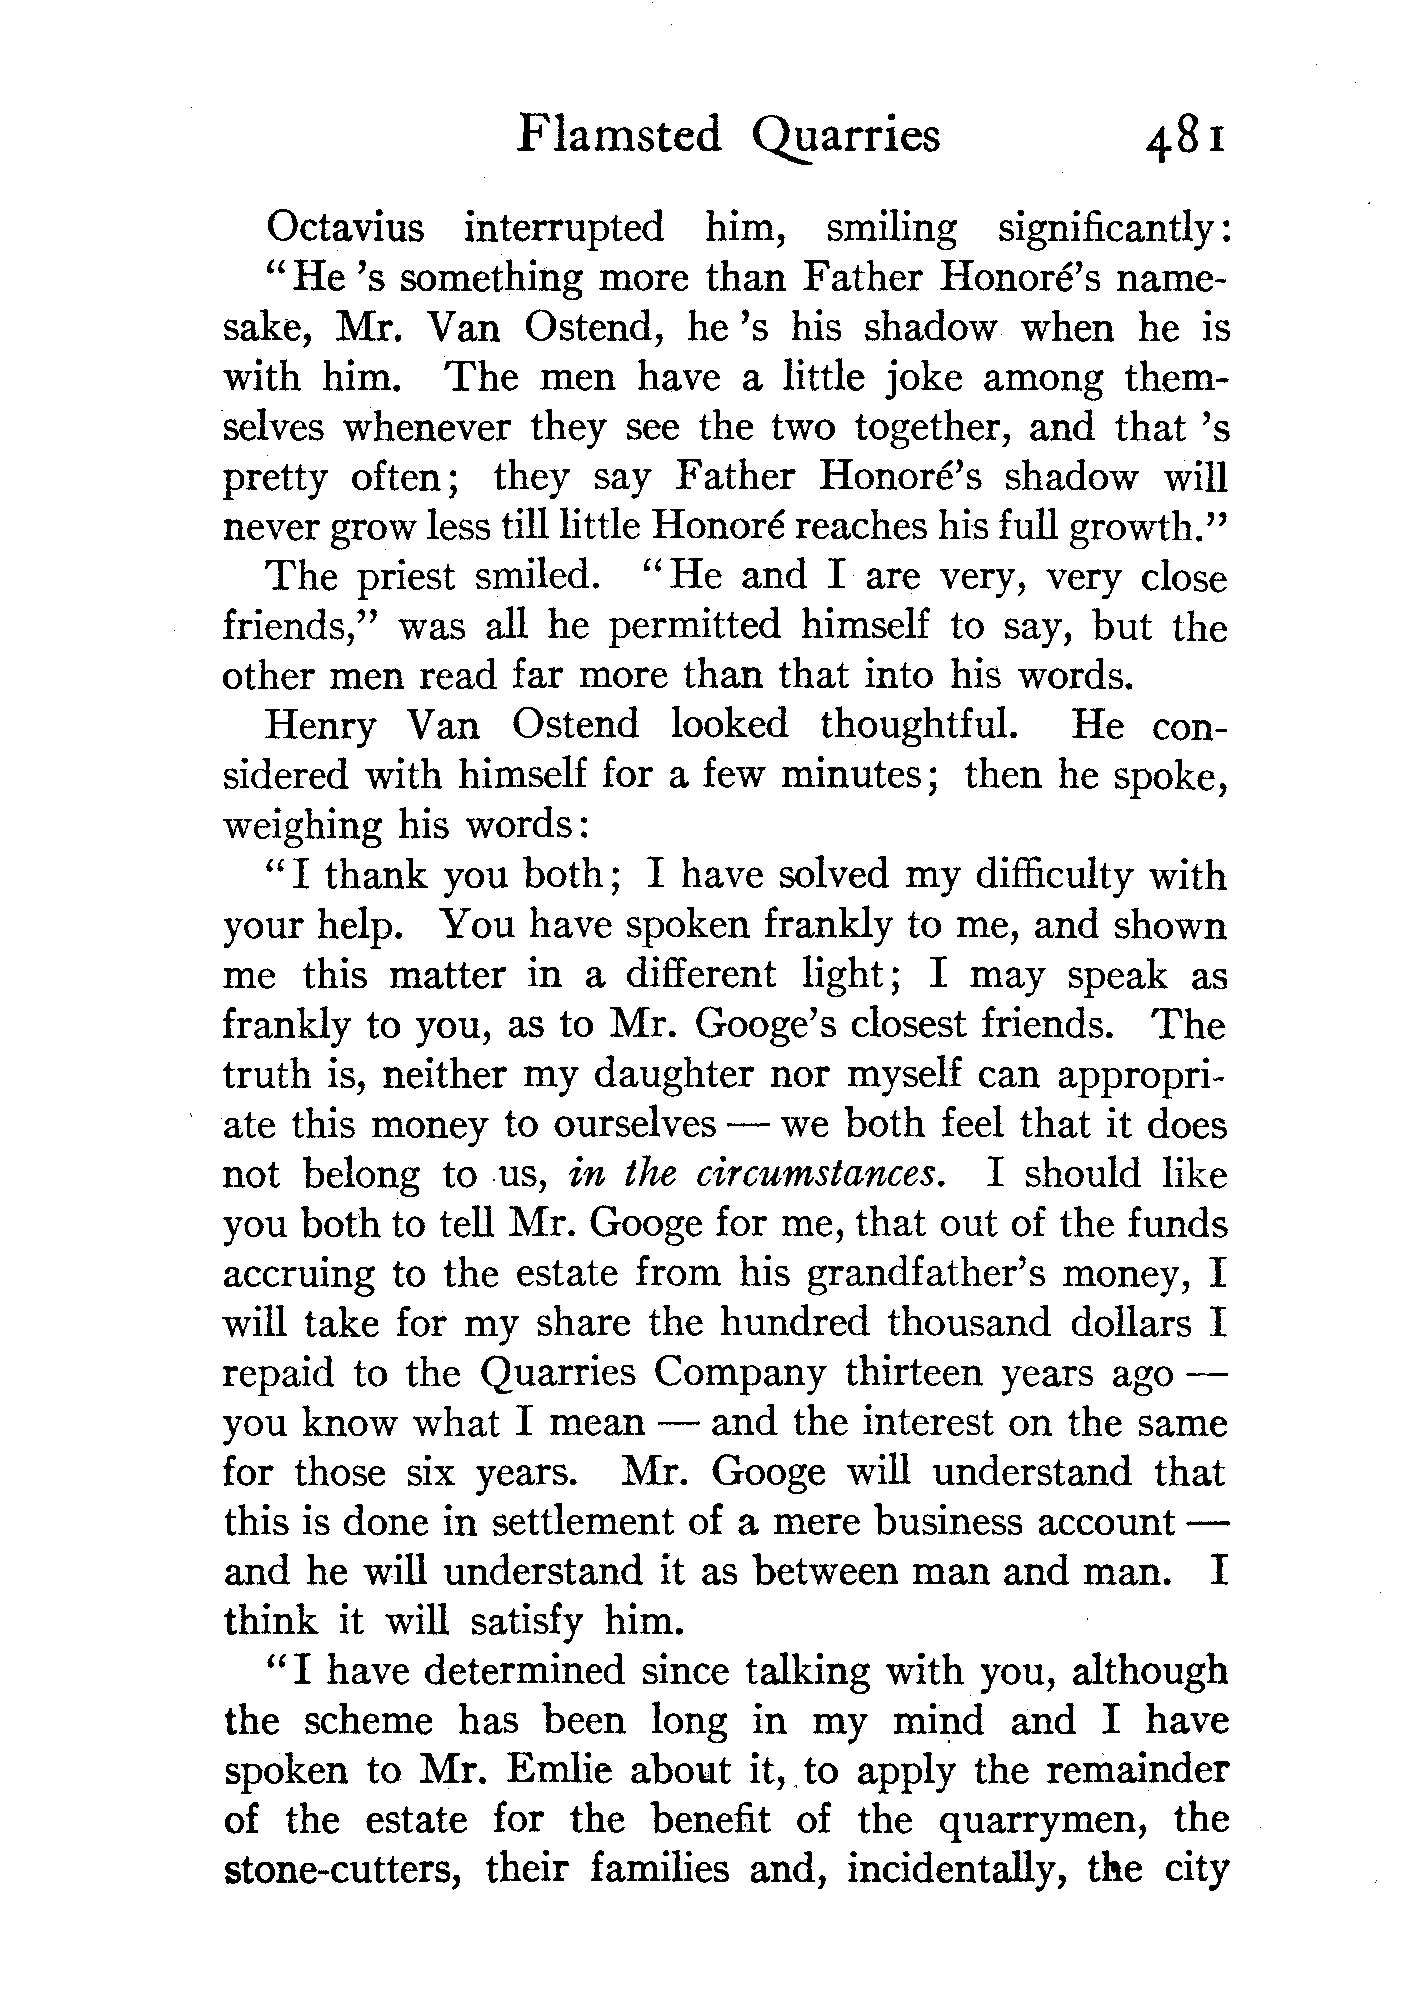 Flamsted Quarries 481
Octavius interrupted him, smiling significantly:
"He 's something more than Father Honoré's name-
sake, Mr. Van Ostend, he 's his shadow when he is
with him. The men have a little joke among them-
selves whenever they see the two together, and that 's
pretty often; they say Father Honoré's shadow will
never grow less till little Honoré reaches his full growth."
The priest smiled. "He and I are very, very close
friends," was all he permitted himself to say, but the
other men read far more than that into his words.
Henry Van Ostend looked thoughtful. He con-
sidered with himself for a few minutes; then he spoke,
weighing his words:
"I thank you both; I have solved my difficulty with
your help. You have spoken frankly to me, and shown
me this matter in a different light; I may speak as
frankly to you, as to Mr. Googe's closest friends. The
truth is, neither my daughter nor myself can appropri-
ate this money to ourselves — we both feel that it does
not belong to us, in the circumstances. I should like
you both to tell Mr. Googe for me, that out of the funds
accruing to the estate from his grandfather's money, I
will take for my share the hundred thousand dollars I
repaid to the Quarries Company thirteen years ago —
you know what I mean — and the interest on the same
for those six years. Mr. Googe will understand that
this is done in settlement of a mere business account —
and he will understand it as between man and man. I
think it will satisfy him.
"I have determined since talking with you, although
the scheme has been long in my mind and I have
spoken to Mr. Emlie about it, to apply the remainder
of the estate for the benefit of the quarrymen, the
stone-cutters, their families and, incidentally, the city